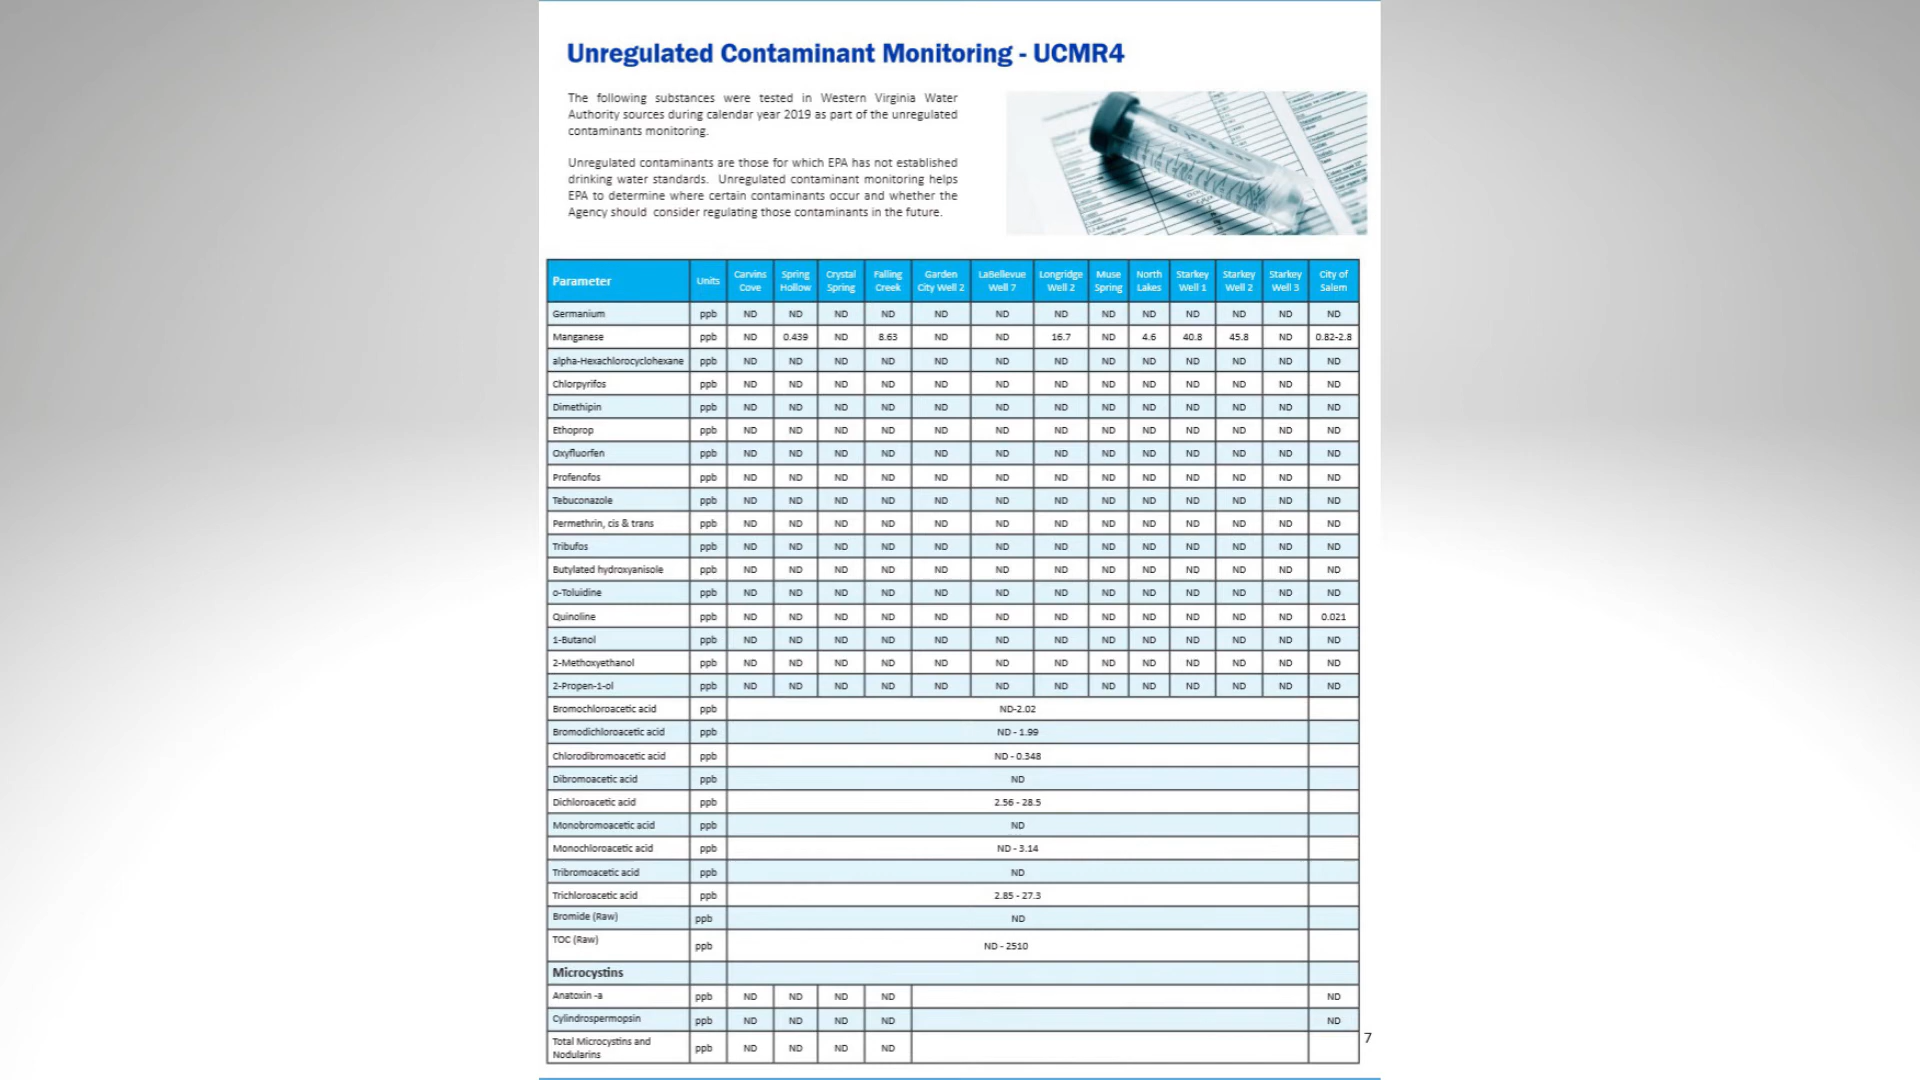 Unregulated Contaminant Monitoring - UCMR4
The following substances were tested in Western Virginia Water
Authority sources during calendar year 2019 as part of the unregulated
contaminants monitoring.
Unregulated contaminants are those for which EPA has not established
drinking water standards. Unregulated contaminant monitoring helps
EPA to determine where certain contaminants occur and whether the
Agency should consider regulating those contaminants in the future.
Parameter Units Carvins Cove Spring Hollow Crystal Spring Falling Creek Garden City Well 2 LaBellevue Well 7 Longridge Well 2 Muse Spring North Lakes Starkey Well 1 Starkey Well 2 Starkey Well 3 City of Salem
Germanium ppb ND ND ND ND ND ND ND ND ND ND ND ND ND
Manganese ppb ND 0.439 ND 8.63 ND ND 16.7 ND 4.6 40.8 45.8 ND 0.82-2.8
alpha-Hexachlorocyclohexane ppb ND ND ND ND ND ND ND ND ND ND ND ND ND
Chlorpyrifos ppb ND ND ND ND ND ND ND ND ND ND ND ND ND
Dimethipin ppb ND ND ND ND ND ND ND ND ND ND ND ND ND
Ethoprop ppb ND ND ND ND ND ND ND ND ND ND ND ND ND
Oxyfluorfen ppb ND ND ND ND ND ND ND ND ND ND ND ND ND
Profenofos ppb ND ND ND ND ND ND ND ND ND ND ND ND ND
Tebuconazole ppb ND ND ND ND ND ND ND ND ND ND ND ND ND
Permethrin, cis & trans ppb ND ND ND ND ND ND ND ND ND ND ND ND ND
Tribufos ppb ND ND ND ND ND ND ND ND ND ND ND ND ND
Butylated hydroxyanisole ppb ND ND ND ND ND ND ND ND ND ND ND ND ND
o-Toluidine ppb ND ND ND ND ND ND ND ND ND ND ND ND ND
Quinoline ppb ND ND ND ND ND ND ND ND ND ND ND ND 0.021
1-Butanol ppb ND ND ND ND ND ND ND ND ND ND ND ND ND
2-Methoxyethanol ppb ND ND ND ND ND ND ND ND ND ND ND ND ND
2-Propen-1-ol ppb ND ND ND ND ND ND ND ND ND ND ND ND ND
Bromochloroacetic acid ppb ND-2.02
Bromodichloroacetic acid ppb ND - 1.99
Chlorodibromoacetic acid ppb ND - 0.348
Dibromoacetic acid ppb ND
Dichloroacetic acid ppb 2.56 - 28.5
Monobromoacetic acid ppb ND
Monochloroacetic acid ppb ND - 3.14
Tribromoacetic acid ppb ND
Trichloroacetic acid ppb 2.85 - 27.3
Bromide (Raw) ppb ND
TOC (Raw) ppb ND - 2510
Microcystins
Anatoxin -a ppb ND ND ND ND ND
Cylindrospermopsin ppb ND ND ND ND ND
Total Microcystins and Nodularins ppb ND ND ND ND
7